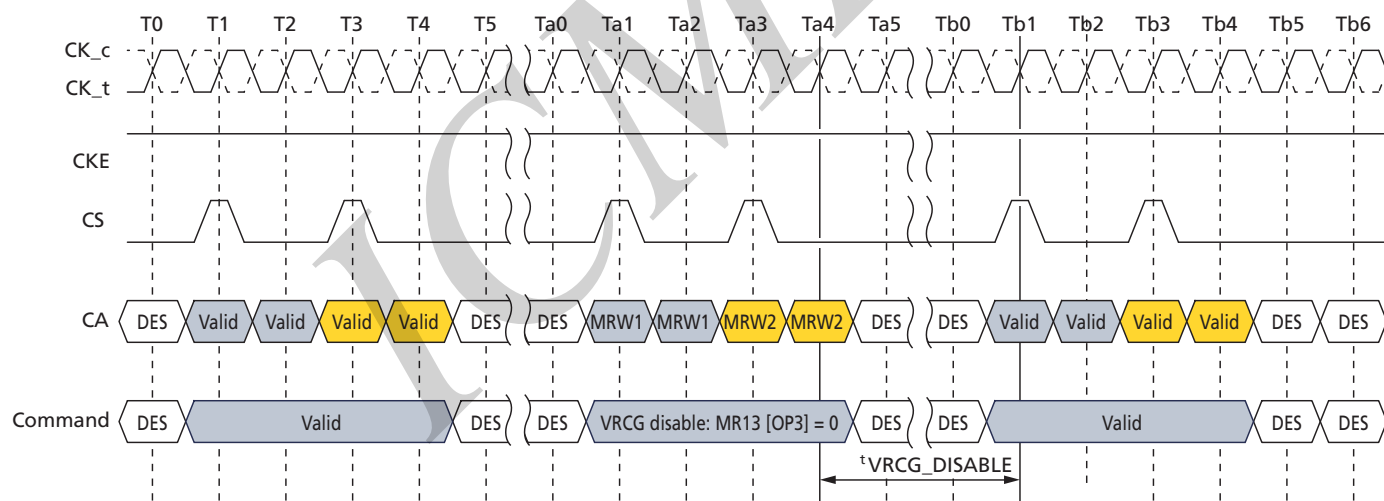 T0 T1 T2 T3 T4 T5 Ta0 Ta1 Ta2 Ta3 Ta4 Ta5 Tb0 Tb1 Tb2 Tb3 Tb4 Tb5 Tb6
CK_c
CK_t
CKE
CS
CA DES Valid Valid Valid Valid DES DES MRW1 MRW1 MRW2 MRW2 DES DES Valid Valid Valid Valid DES DES
Command DES Valid DES DES VRCG disable: MR13 [OP3] = 0 DES DES Valid DES DES
tVRCG_DISABLE